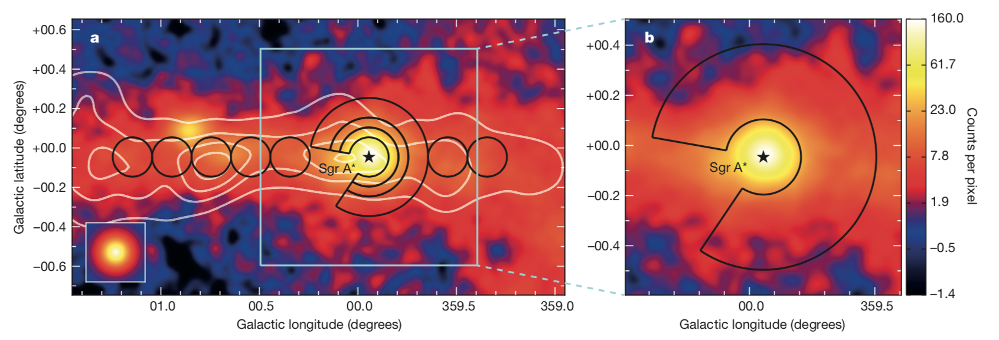 a
Galactic latitude (degrees)
+00.6
+00.4
+00.2
+00.0
−00.2
−00.4
−00.6
Sgr A*
01.0 00.5 00.0 359.5 359.0
Galactic longitude (degrees)
b
+00.4
+00.2
+00.0
−00.2
−00.4
Sgr A*
00.0 359.5
Galactic longitude (degrees)
160.0
61.7
23.0
7.8
1.9
−0.5
−1.4
Counts per pixel